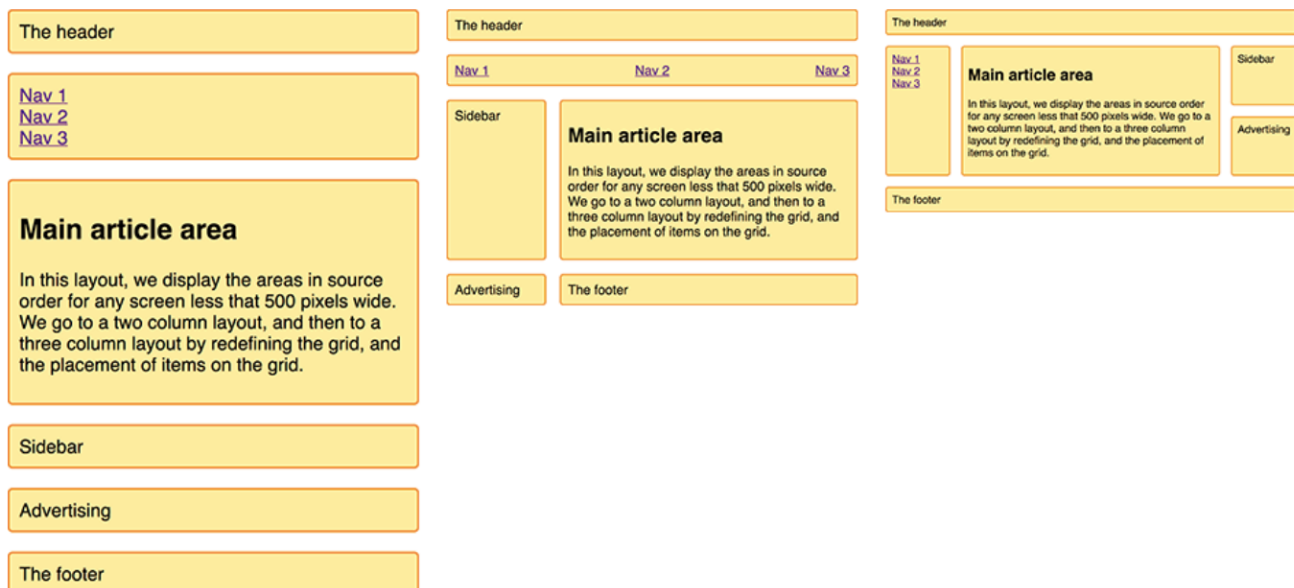 The header
Nav 1
Nav 2
Nav 3
Main article area
In this layout, we display the areas in source
order for any screen less that 500 pixels wide.
We go to a two column layout, and then to a
three column layout by redefining the grid, and
the placement of items on the grid.
Sidebar
Advertising
The footer
The header
Nav 1 Nav 2 Nav 3
Sidebar
Main article area
In this layout, we display the areas in source
order for any screen less that 500 pixels wide.
We go to a two column layout, and then to a
three column layout by redefining the grid, and
the placement of items on the grid.
Advertising
The footer
The header
Nav 1
Nav 2
Nav 3
Main article area
In this layout, we display the areas in source order
for any screen less that 500 pixels wide. We go to a
two column layout, and then to a three column
layout by redefining the grid, and the placement of
items on the grid.
Sidebar
Advertising
The footer